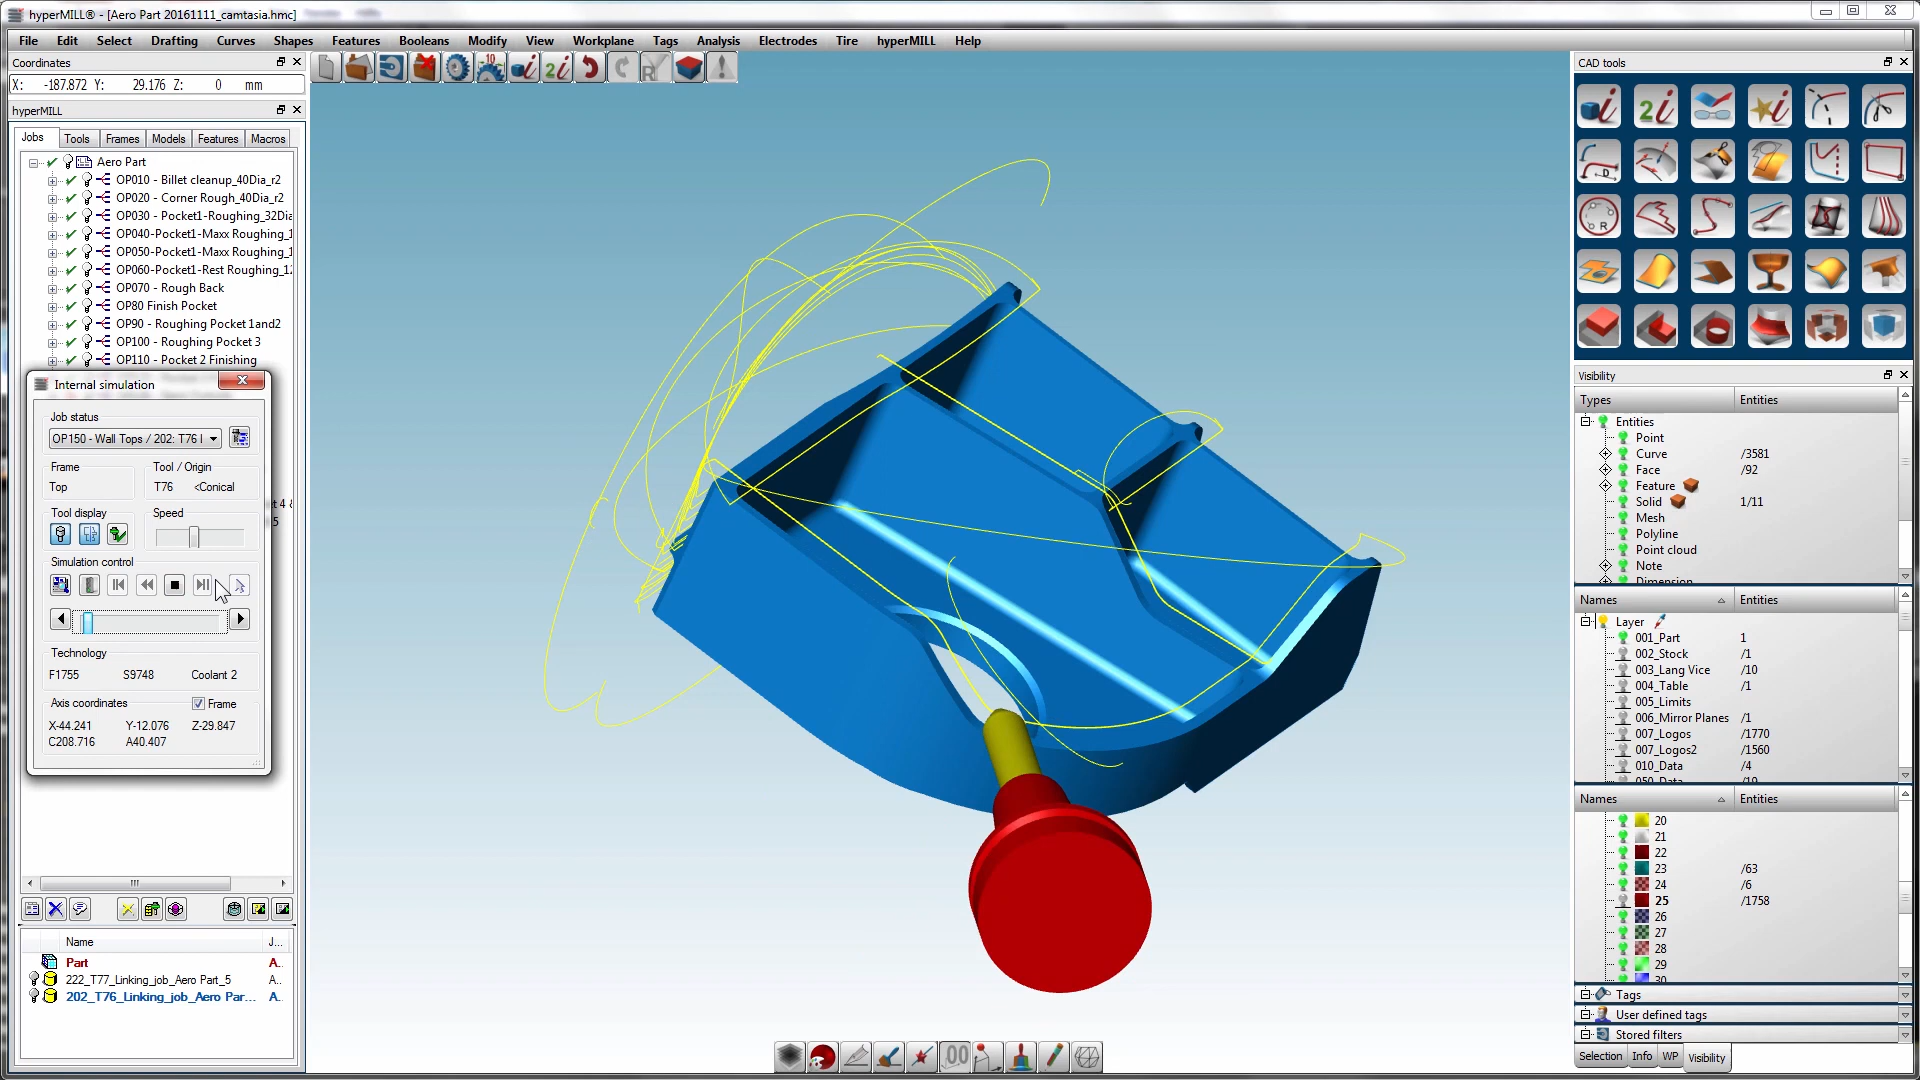 hyperMILL® - [Aero Part 20161111_camtasia.hmc]
File Edit Select Drafting Curves Shapes Features Booleans Modify View Workplane Tags Analysis Electrodes Tire hyperMILL Help
Coordinates
X: -187.872 Y: 29.176 Z: 0 mm
hyperMILL
Jobs Tools Frames Models Features Macros
Aero Part
OP010 - Billet cleanup_40Dia_r2
OP020 - Corner Rough_40Dia_r2
OP030 - Pocket1-Roughing_32Dia
OP040-Pocket1-Maxx Roughing_1
OP050-Pocket1-Maxx Roughing_1
OP060-Pocket1-Rest Roughing_12
OP070 - Rough Back
OP80 Finish Pocket
OP90 - Roughing Pocket 1and2
OP100 - Roughing Pocket 3
OP110 - Pocket 2 Finishing
Internal simulation
Job status
OP150 - Wall Tops / 202: T76 I
Frame
Top
Tool / Origin
T76 <Conical
t 4 &
5
Tool display
Speed
Simulation control
Technology
F1755 S9748 Coolant 2
Axis coordinates Frame
X-44.241 Y-12.076 Z-29.847
C208.716 A40.407
Name J...
Part A..
222_T77_Linking_job_Aero Part_5 A..
202_T76_Linking_job_Aero Par... A..
00
CAD tools
Visibility
Types Entities
Entities
Point
Curve /3581
Face /92
Feature
Solid 1/11
Mesh
Polyline
Point cloud
Note
Dimension
Names Entities
Layer
001_Part 1
002_Stock /1
003_Lang Vice /10
004_Table /1
005_Limits
006_Mirror Planes /1
007_Logos /1770
007_Logos2 /1560
010_Data /4
050_Data /19
Names Entities
20
21
22
23 /63
24 /6
25 /1758
26
27
28
29
30
Tags
User defined tags
Stored filters
Selection Info WP Visibility